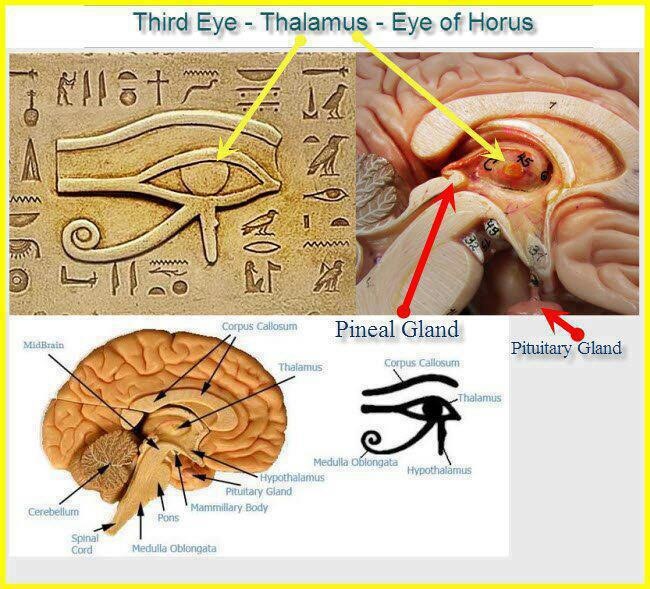 Third Eye - Thalamus - Eye of Horus
Pineal Gland
Pituitary Gland
Corpus Callosum
MidBrain
Thalamus
Hypothalamus
Pituitary Gland
Mammillary Body
Pons
Cerebellum
Spinal
Cord
Medulla Oblongata
Corpus Callosum
Thalamus
Medulla Oblongata
Hypothalamus